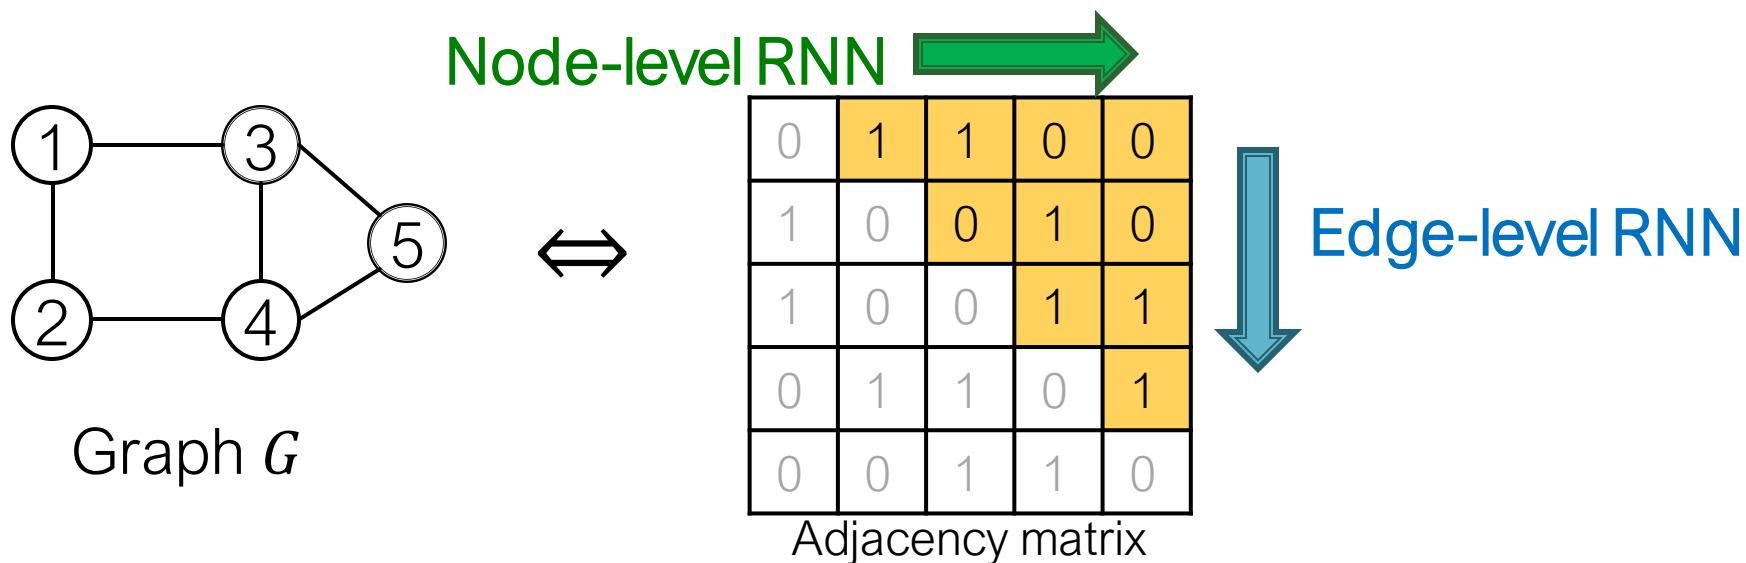 Node-level RNN
1 3
5
2 4
Graph G
⇔
0 1 1 0 0
1 0 0 1 0
1 0 0 1 1
0 1 1 0 1
0 0 1 1 0
Adjacency matrix
Edge-level RNN